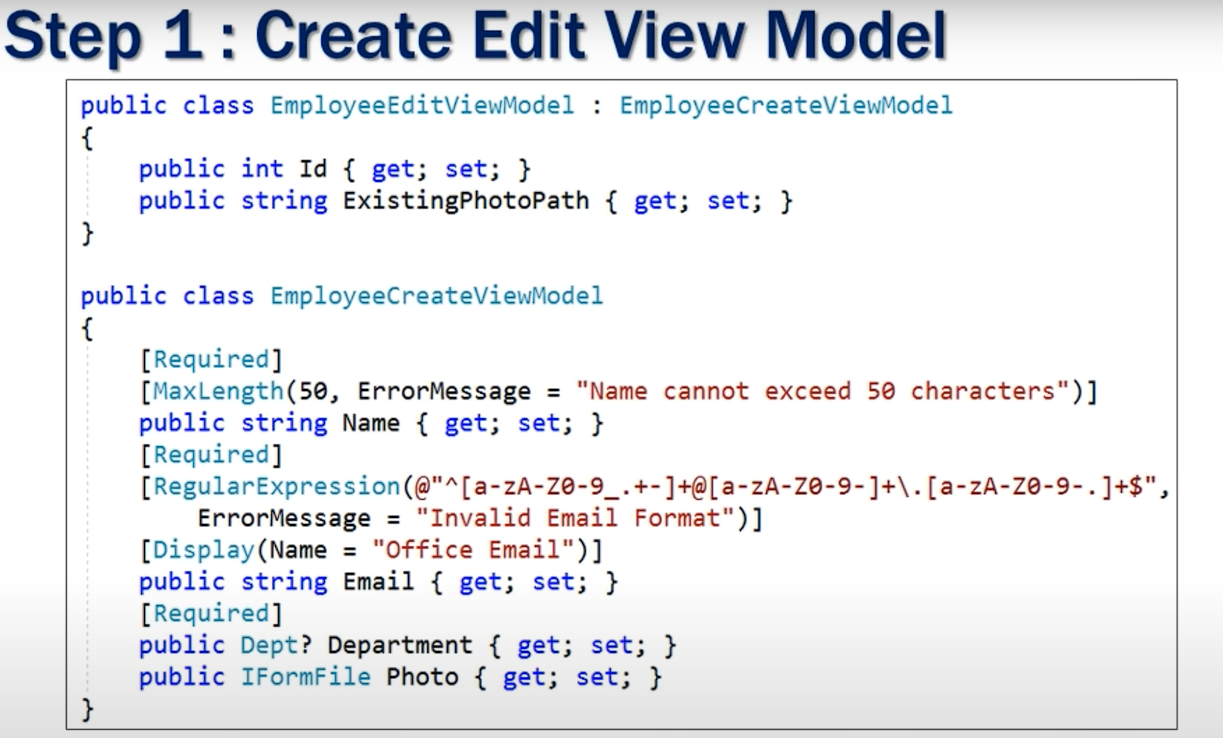 Step 1 : Create Edit View Model
public class EmployeeEditViewModel : EmployeeCreateViewModel
{
public int Id { get; set; }
public string ExistingPhotoPath { get; set; }
}
public class EmployeeCreateViewModel
{
[Required]
[MaxLength(50, ErrorMessage = "Name cannot exceed 50 characters")]
public string Name { get; set; }
[Required]
[RegularExpression(@"^[a-zA-Z0-9_.+-]+@[a-zA-Z0-9-]+\.[a-zA-Z0-9-.]+$",
ErrorMessage = "Invalid Email Format")]
[Display(Name = "Office Email")]
public string Email { get; set; }
[Required]
public Dept? Department { get; set; }
public IFormFile Photo { get; set; }
}